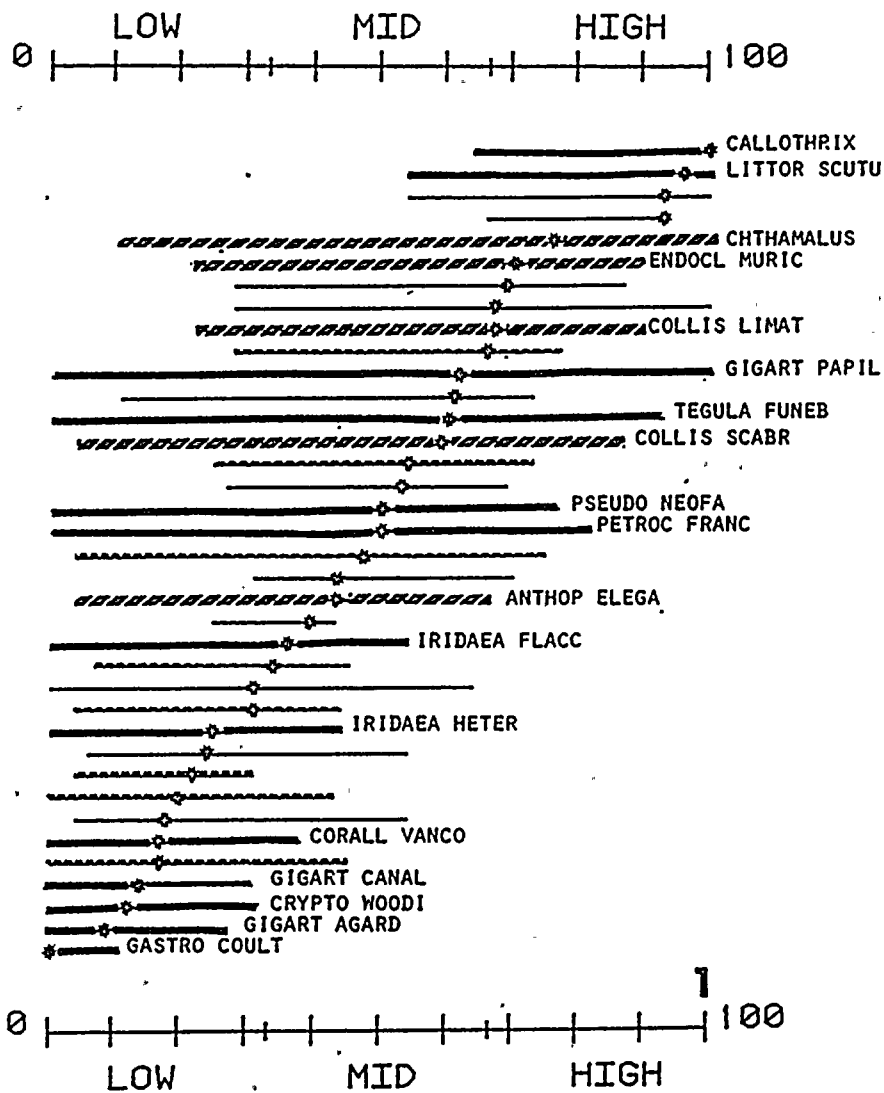 LOW MID HIGH
0 100
CALLOTHRIX
LITTOR SCUTU
CHTHAMALUS
ENDOCL MURIC
COLLIS LIMAT
GIGART PAPIL
TEGULA FUNEB
COLLIS SCABR
PSEUDO NEOFA
PETROC FRANC
ANTHOP ELEGA
IRIDAEA FLACC
IRIDAEA HETER
CORALL VANCO
GIGART CANAL
CRYPTO WOODI
GIGART AGARD
GASTRO COULT
1
0 100
LOW MID HIGH